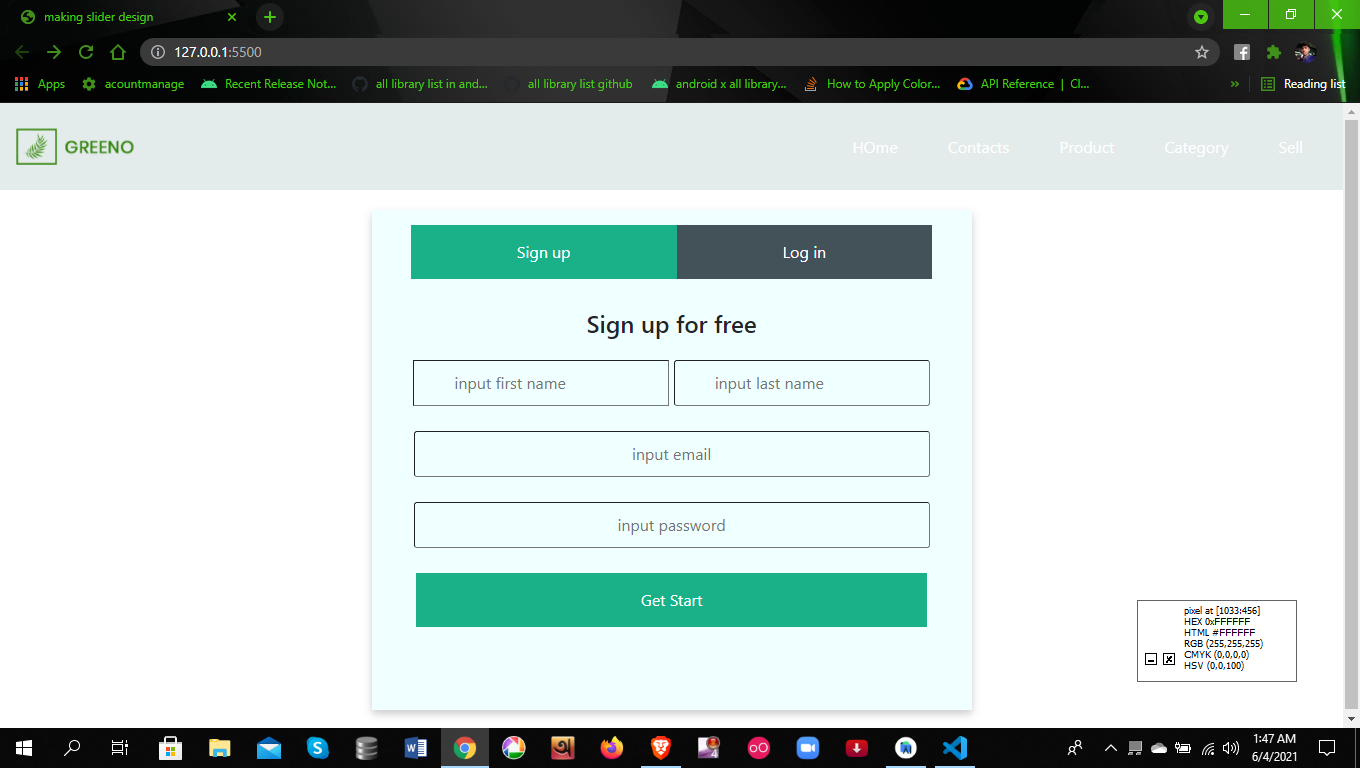 making slider design
127.0.0.1:5500
Apps acountmanage Recent Release Not... all library list in and... all library list github android x all library... How to Apply Color... API Reference | Cl... » Reading list
GREENO HOme Contacts Product Category Sell
Sign up Log in
Sign up for free
input first name input last name
input email
input password
Get Start
pixel at [1033:456]
HEX 0xFFFFFF
HTML #FFFFFF
RGB (255,255,255)
CMYK (0,0,0,0)
HSV (0,0,100)
1:47 AM
6/4/2021